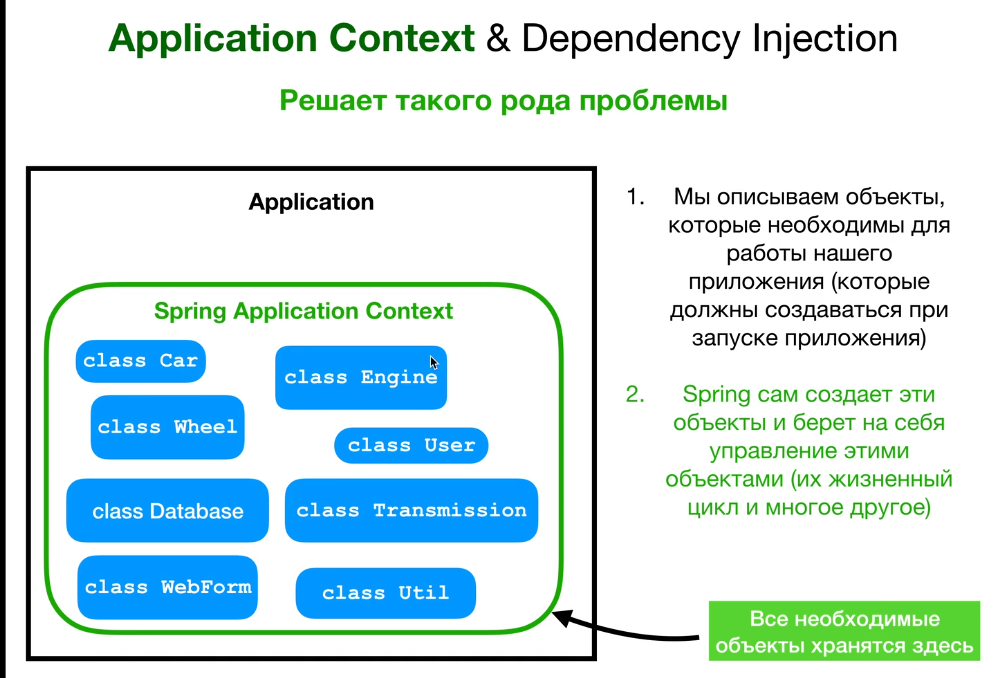 Application Context & Dependency Injection
Решает такого рода проблемы
Application
Spring Application Context
class Car
class Engine
class Wheel
class User
class Database
class Transmission
class WebForm
class Util
1. Мы описываем объекты,
которые необходимы для
работы нашего
приложения (которые
должны создаваться при
запуске приложения)
2. Spring сам создает эти
объекты и берет на себя
управление этими
объектами (их жизненный
цикл и многое другое)
Все необходимые
объекты хранятся здесь